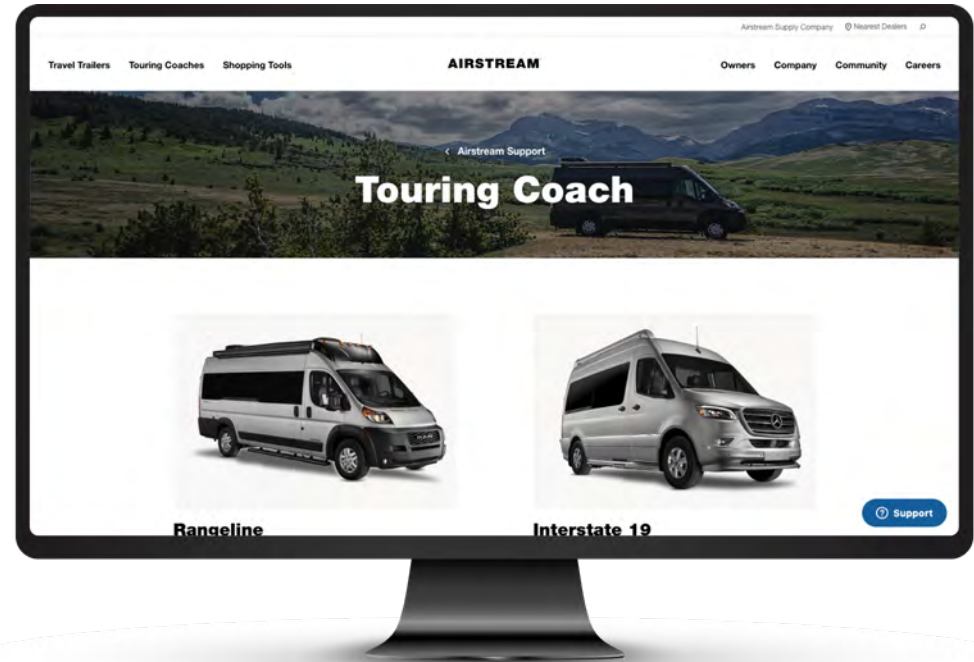 Airstream Supply Company Nearest Dealers
Travel Trailers Touring Coaches Shopping Tools AIRSTREAM Owners Company Community Careers
< Airstream Support
Touring Coach
Rangeline Interstate 19
Support